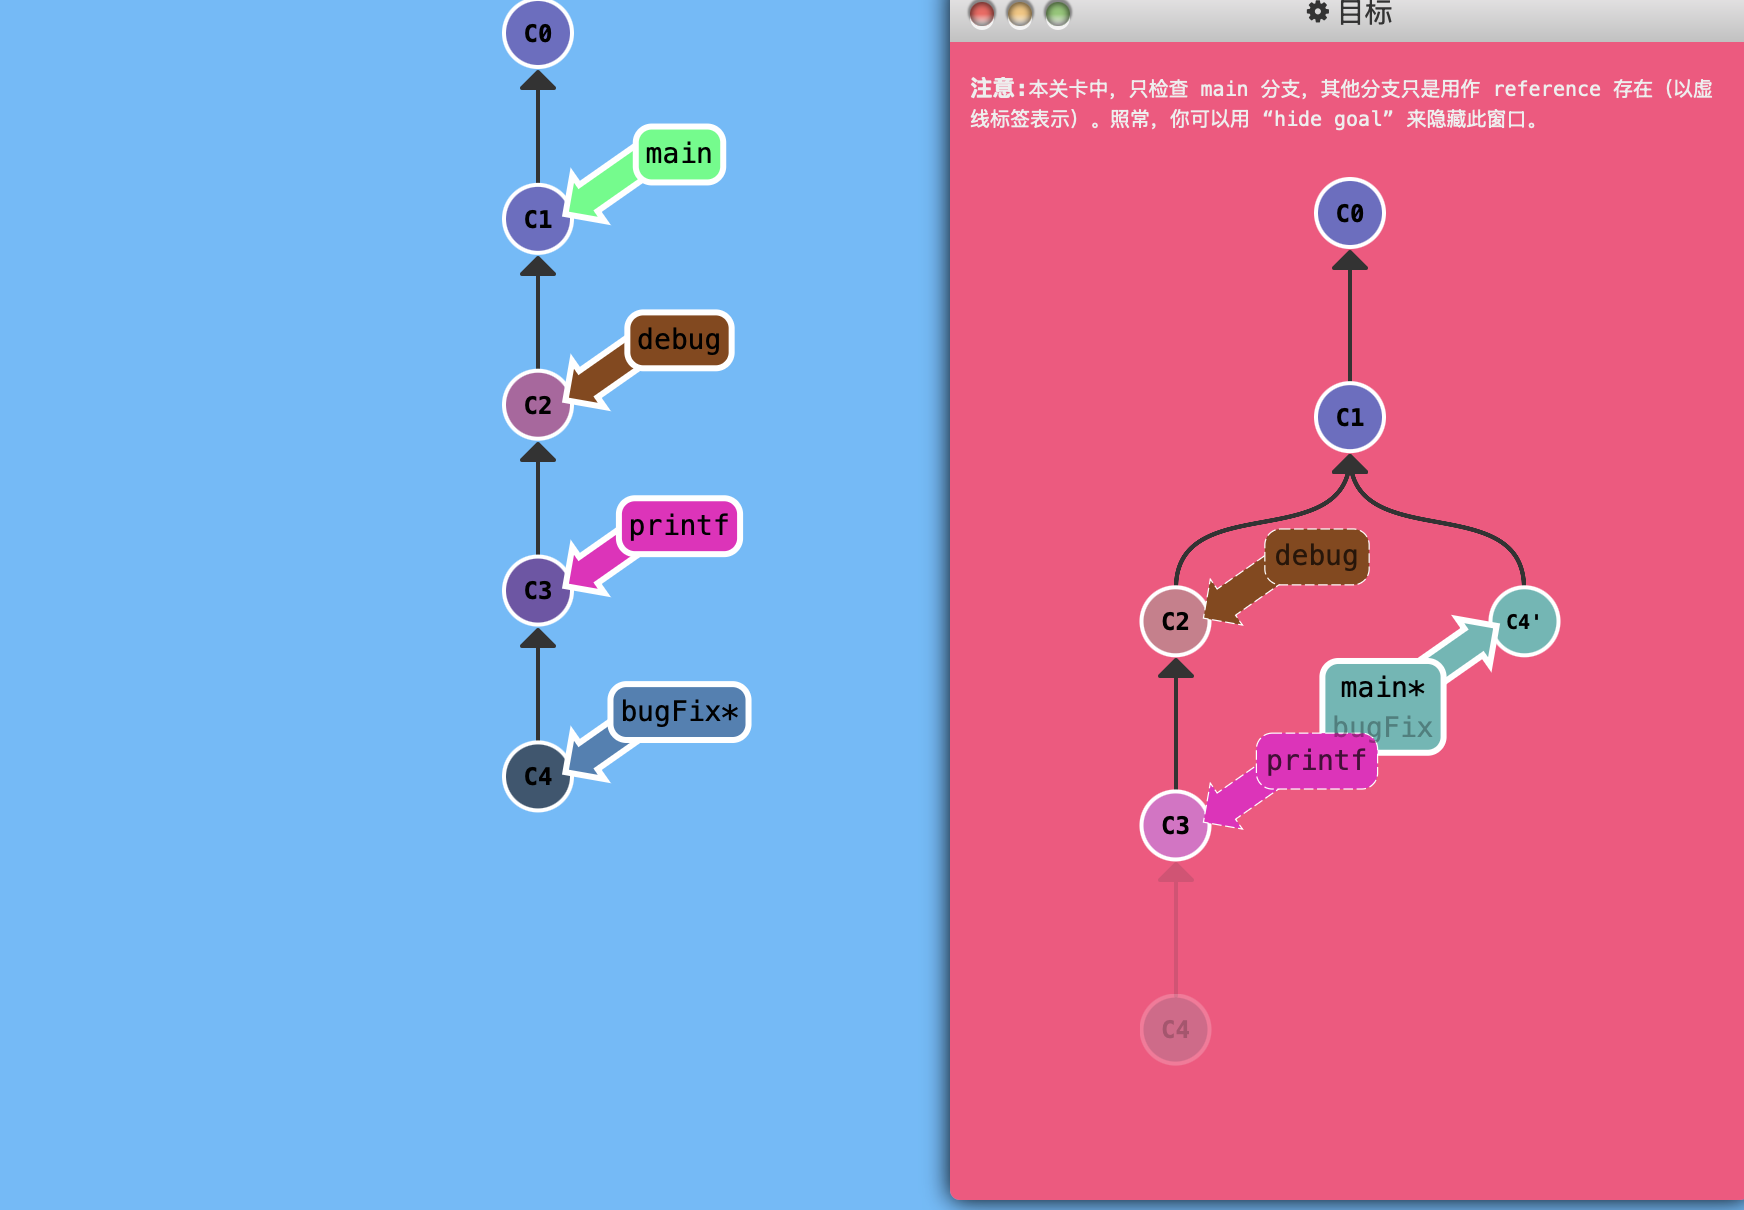 C0
main
C1
debug
C2
printf
C3
bugFix*
C4
目标
注意:本关卡中，只检查 main 分支，其他分支只是用作 reference 存在（以虚
线标签表示）。照常，你可以用 “hide goal” 来隐藏此窗口。
C0
C1
debug
C2
C4'
main*
bugFix
printf
C3
C4